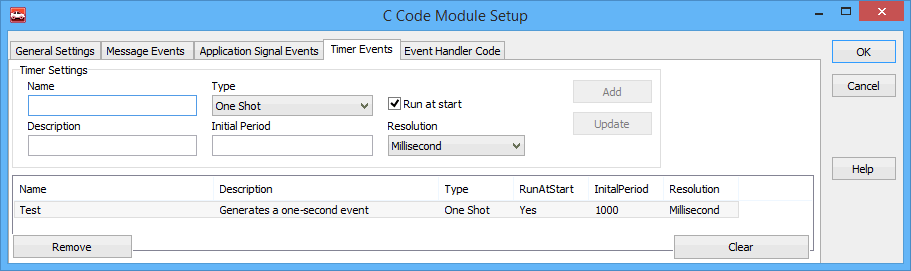 C Code Module Setup
General Settings Message Events Application Signal Events Timer Events Event Handler Code
OK
Timer Settings
Name Type
One Shot Run at start Add
Cancel
Description Initial Period Resolution Update
Millisecond
Help
Name Description Type RunAtStart InitalPeriod Resolution
Test Generates a one-second event One Shot Yes 1000 Millisecond
Remove Clear